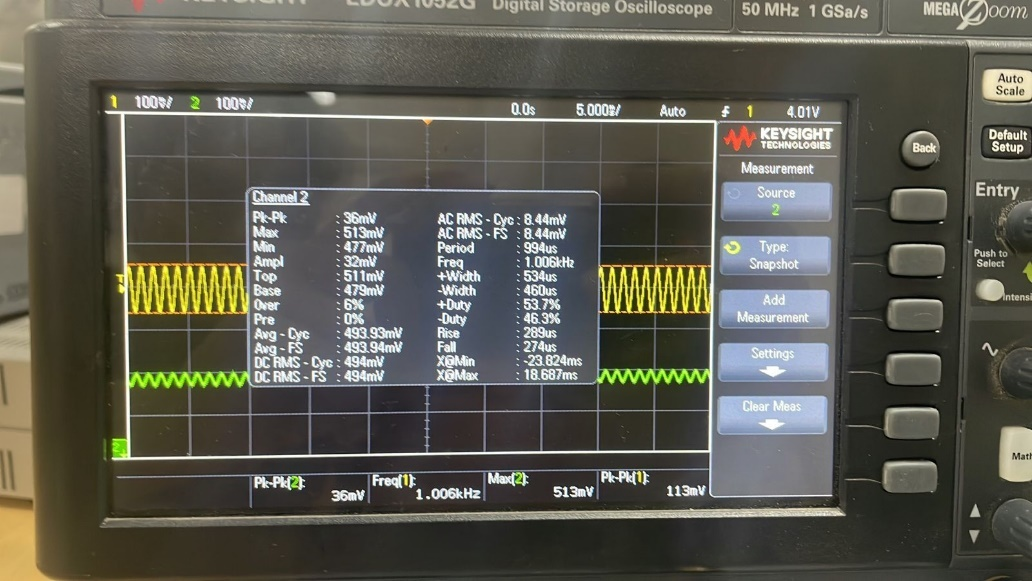 KEYSIGHT EDUX1052G Digital Storage Oscilloscope 50 MHz 1 GSa/s MEGA Zoom
1 100mV/ 2 100mV/ 0.0s 5.000ms/ Auto 1 4.01V
KEYSIGHT
TECHNOLOGIES
Measurement
Source
2
Type:
Snapshot
Add
Measurement
Settings
Clear Meas
Channel 2
Pk-Pk : 36mV AC RMS - Cyc : 8.44mV
Max : 513mV AC RMS - FS : 8.44mV
Min : 477mV Period : 994us
Ampl : 32mV Freq : 1.006kHz
Top : 511mV +Width : 534us
Base : 479mV -Width : 460us
Over : 6% +Duty : 53.7%
Pre : 0% -Duty : 46.3%
Avg - Cyc : 493.93mV Rise : 289us
Avg - FS : 493.94mV Fall : 274us
DC RMS - Cyc : 494mV X@Min : -23.824ms
DC RMS - FS : 494mV X@Max : 18.687ms
T
2
Pk-Pk(2): Freq(1): Max(2): Pk-Pk(1):
36mV 1.006kHz 513mV 113mV
Back
Auto
Scale
Default
Setup
Entry
Push to
Select
Intensi
Math